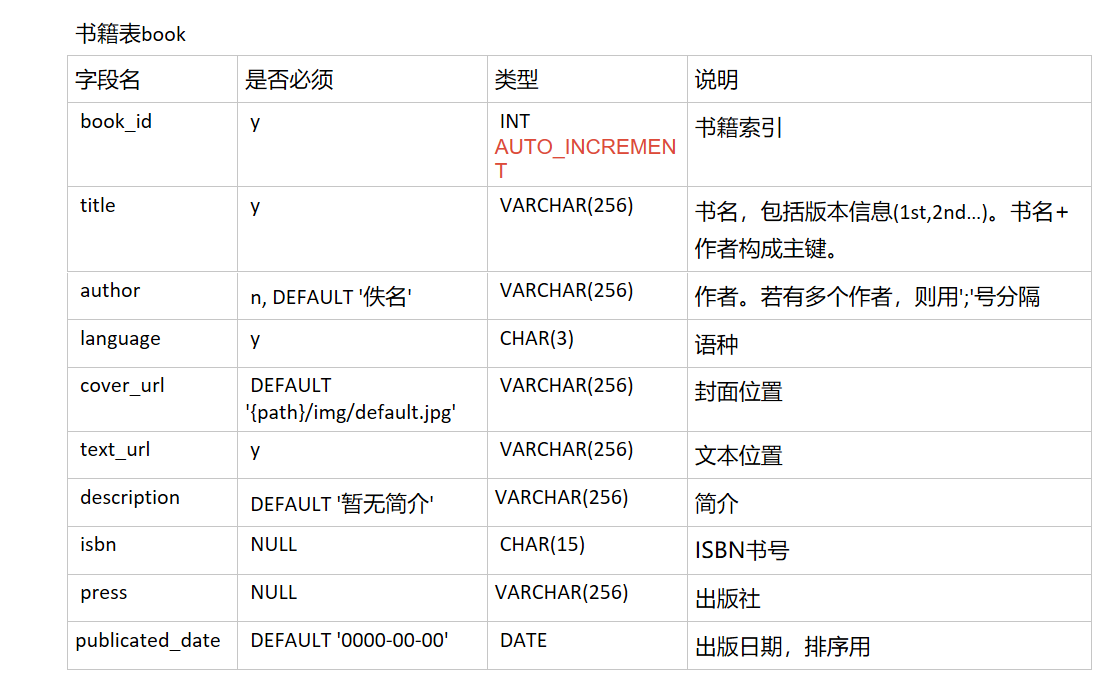 书籍表book
字段名 是否必须 类型 说明
book_id y INT 书籍索引
AUTO_INCREMEN
T
title y VARCHAR(256) 书名，包括版本信息(1st,2nd...)。书名+
作者构成主键。
author n, DEFAULT '佚名' VARCHAR(256) 作者。若有多个作者，则用';'号分隔
language y CHAR(3) 语种
cover_url DEFAULT VARCHAR(256) 封面位置
'{path}/img/default.jpg'
text_url y VARCHAR(256) 文本位置
description DEFAULT '暂无简介' VARCHAR(256) 简介
isbn NULL CHAR(15) ISBN书号
press NULL VARCHAR(256) 出版社
publicated_date DEFAULT '0000-00-00' DATE 出版日期，排序用